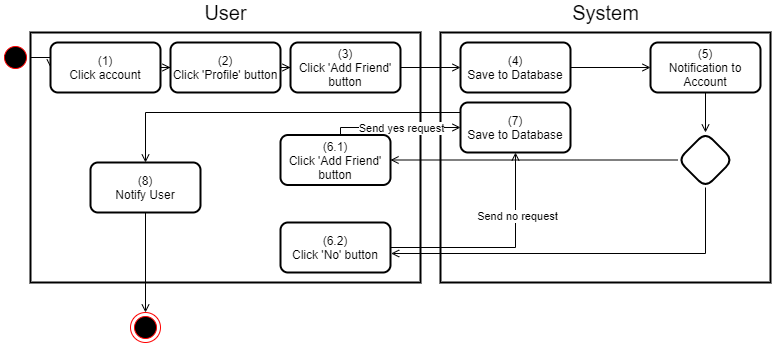 User
System
(1)
Click account
(2)
Click 'Profile' button
(3)
Click 'Add Friend'
button
(4)
Save to Database
(5)
Notification to
Account
(7)
Save to Database
Send yes request
(6.1)
Click 'Add Friend'
button
(8)
Notify User
Send no request
(6.2)
Click 'No' button